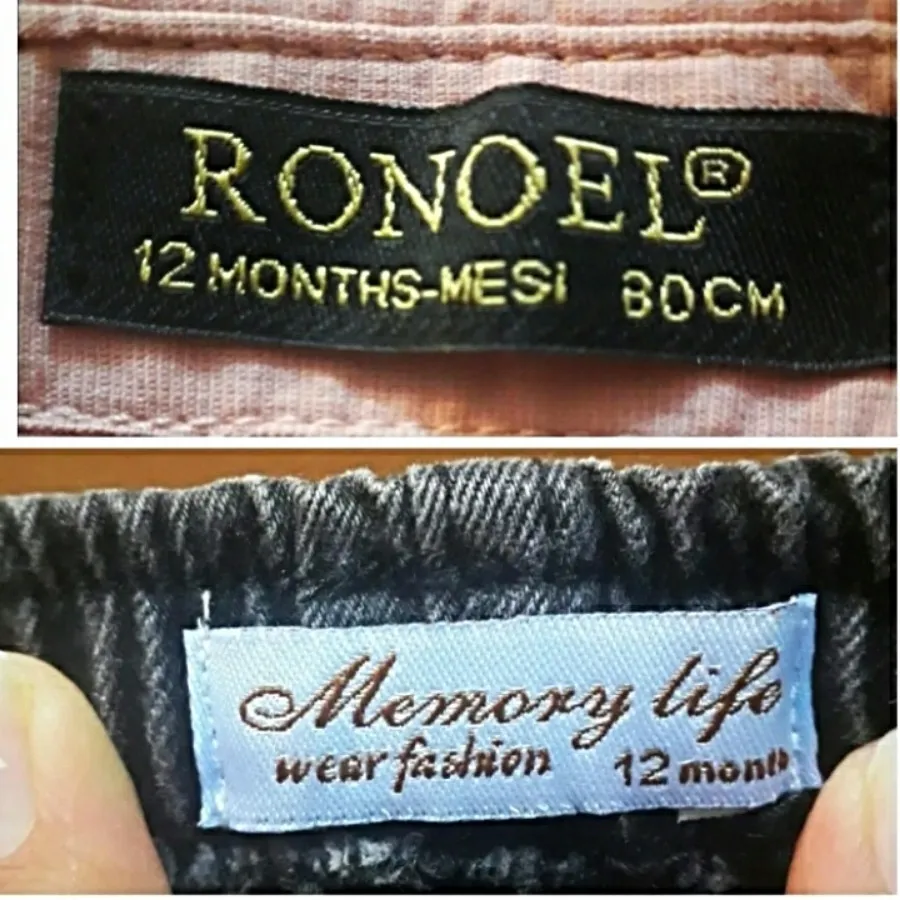 RONOEL®
12 MONTHS-MESi 80CM
Memory life
wear fashion 12 month